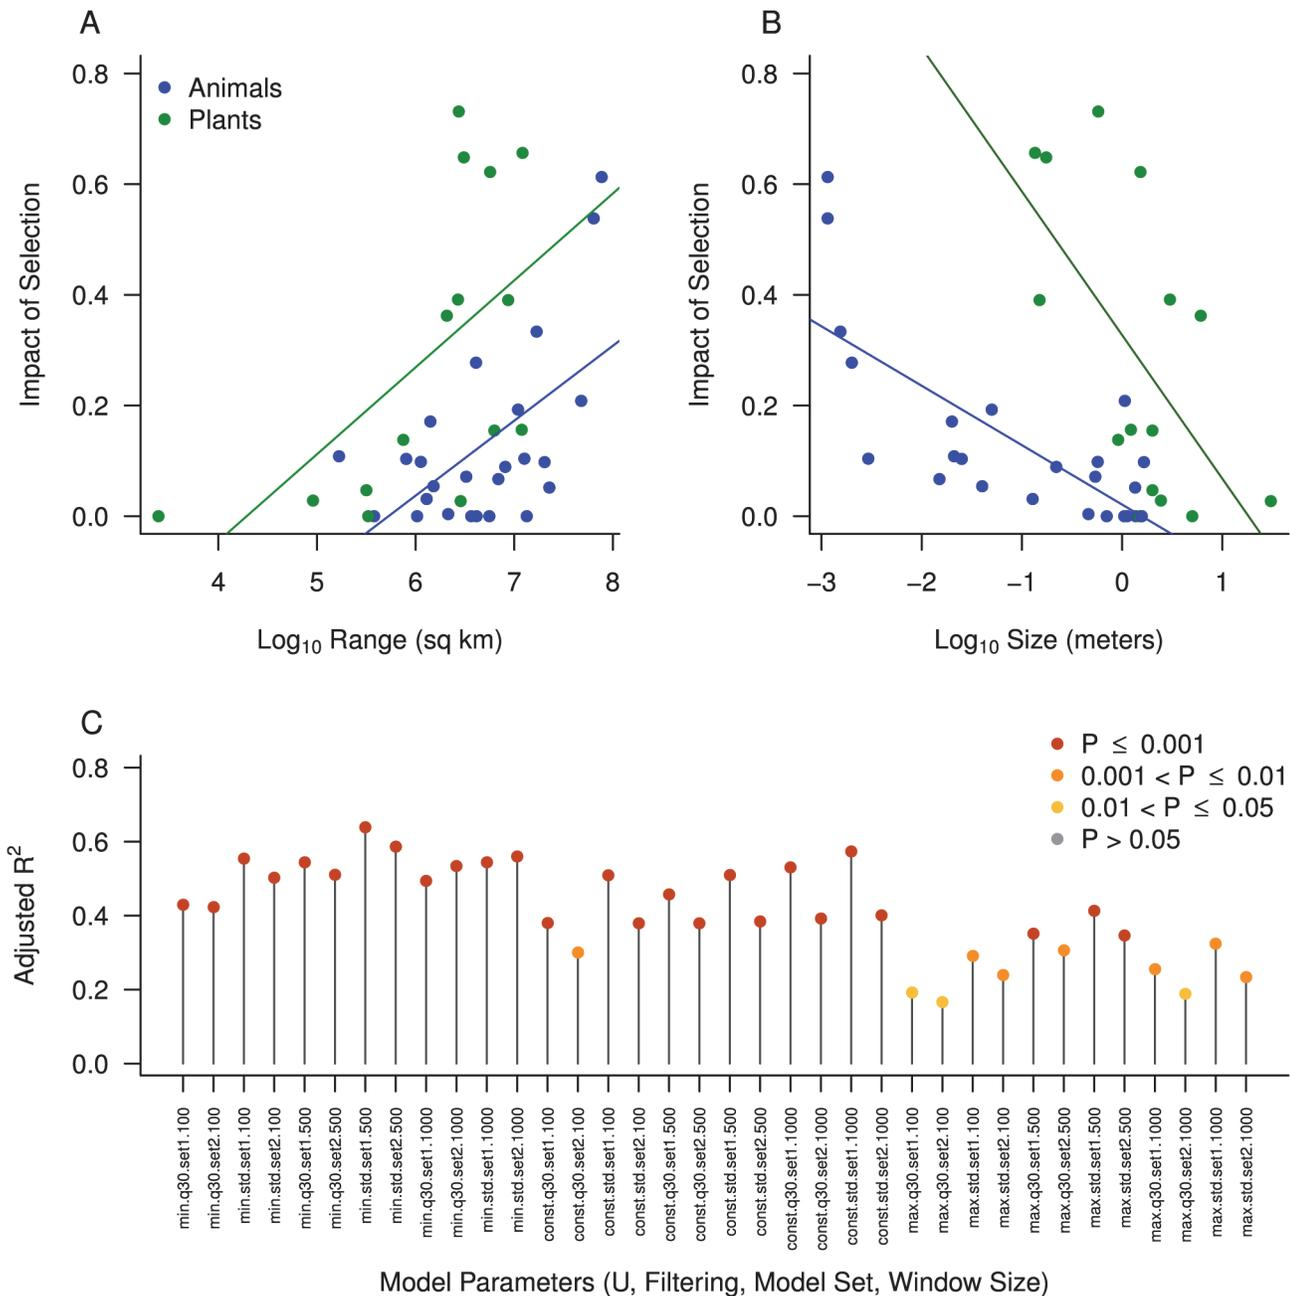 A
0.8
0.6
0.4
0.2
0.0
Impact of Selection
Animals
Plants
4 5 6 7 8
Log10 Range (sq km)
B
0.8
0.6
0.4
0.2
0.0
Impact of Selection
−3 −2 −1 0 1
Log10 Size (meters)
C
P ≤ 0.001
0.001 < P ≤ 0.01
0.01 < P ≤ 0.05
P > 0.05
0.8
0.6
0.4
0.2
0.0
Adjusted R2
min.q30.set1.100
min.q30.set2.100
min.std.set1.100
min.std.set2.100
min.q30.set1.500
min.q30.set2.500
min.std.set1.500
min.std.set2.500
min.q30.set1.1000
min.q30.set2.1000
min.std.set1.1000
min.std.set2.1000
const.q30.set1.100
const.q30.set2.100
const.std.set1.100
const.std.set2.100
const.q30.set1.500
const.q30.set2.500
const.std.set1.500
const.std.set2.500
const.q30.set1.1000
const.q30.set2.1000
const.std.set1.1000
const.std.set2.1000
max.q30.set1.100
max.q30.set2.100
max.std.set1.100
max.std.set2.100
max.q30.set1.500
max.q30.set2.500
max.std.set1.500
max.std.set2.500
max.q30.set1.1000
max.q30.set2.1000
max.std.set1.1000
max.std.set2.1000
Model Parameters (U, Filtering, Model Set, Window Size)